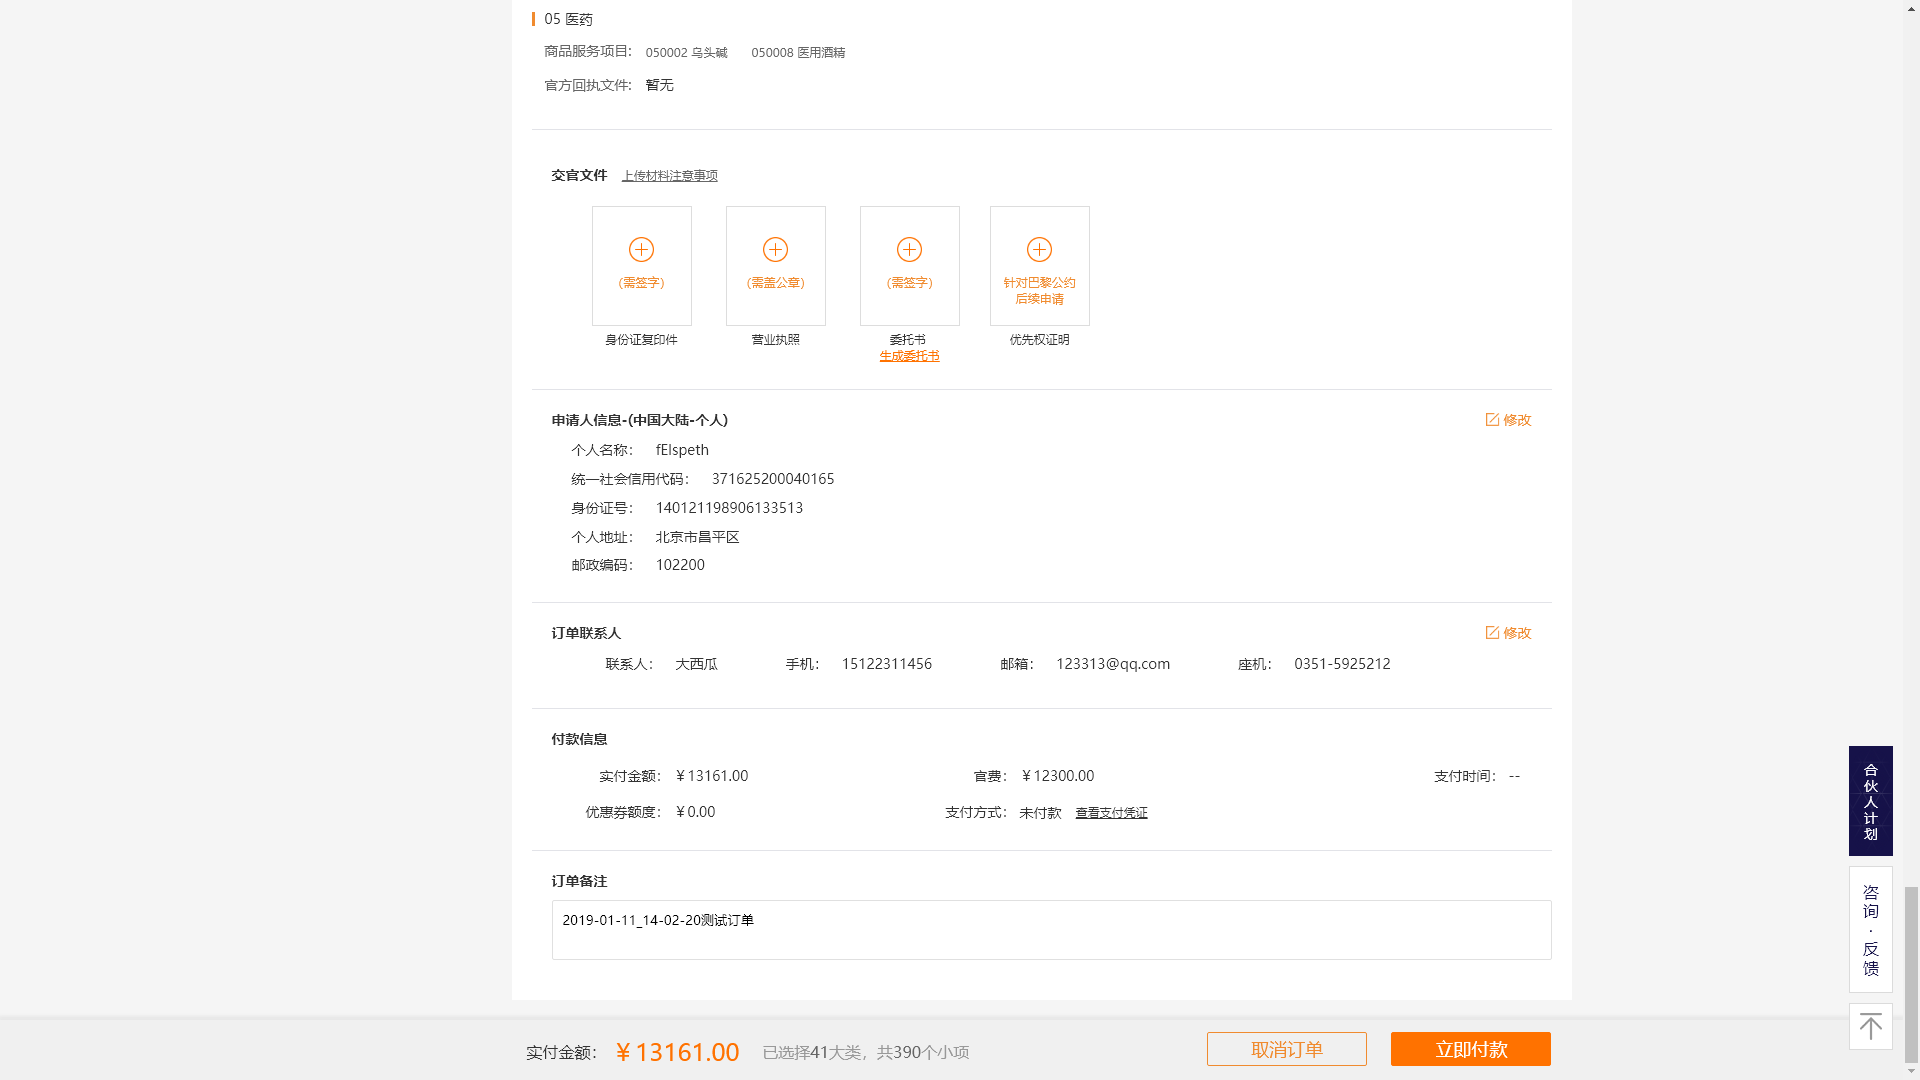 05 医药
商品服务项目: 050002 乌头碱 050008 医用酒精
官方回执文件: 暂无
交官文件 上传材料注意事项
(需签字) (需盖公章) (需签字) 针对巴黎公约
后续申请
身份证复印件 营业执照 委托书 优先权证明
生成委托书
申请人信息-(中国大陆-个人) 修改
个人名称： fElspeth
统一社会信用代码： 371625200040165
身份证号： 140121198906133513
个人地址： 北京市昌平区
邮政编码： 102200
订单联系人 修改
联系人： 大西瓜 手机： 15122311456 邮箱： 123313@qq.com 座机： 0351-5925212
付款信息
实付金额： ￥13161.00 官费： ￥12300.00 支付时间： --
优惠券额度： ￥0.00 支付方式： 未付款 查看支付凭证
订单备注
2019-01-11_14-02-20测试订单
实付金额： ￥13161.00 已选择41大类，共390个小项 取消订单 立即付款
合伙人计划
咨询·反馈